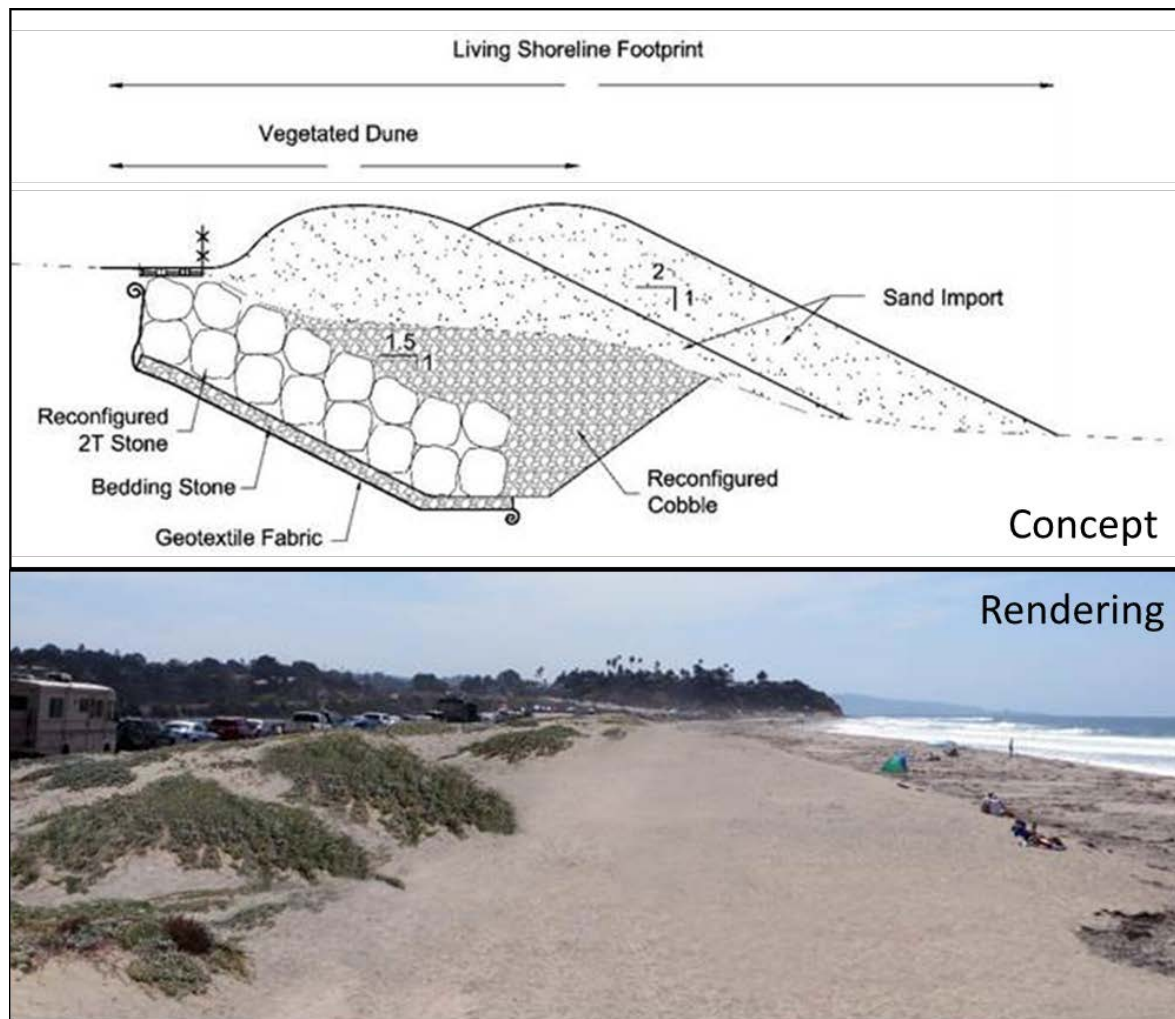 Living Shoreline Footprint
Vegetated Dune
2
1
Sand Import
1.5
1
Reconfigured
2T Stone
Bedding Stone
Geotextile Fabric
Reconfigured
Cobble
Concept
Rendering